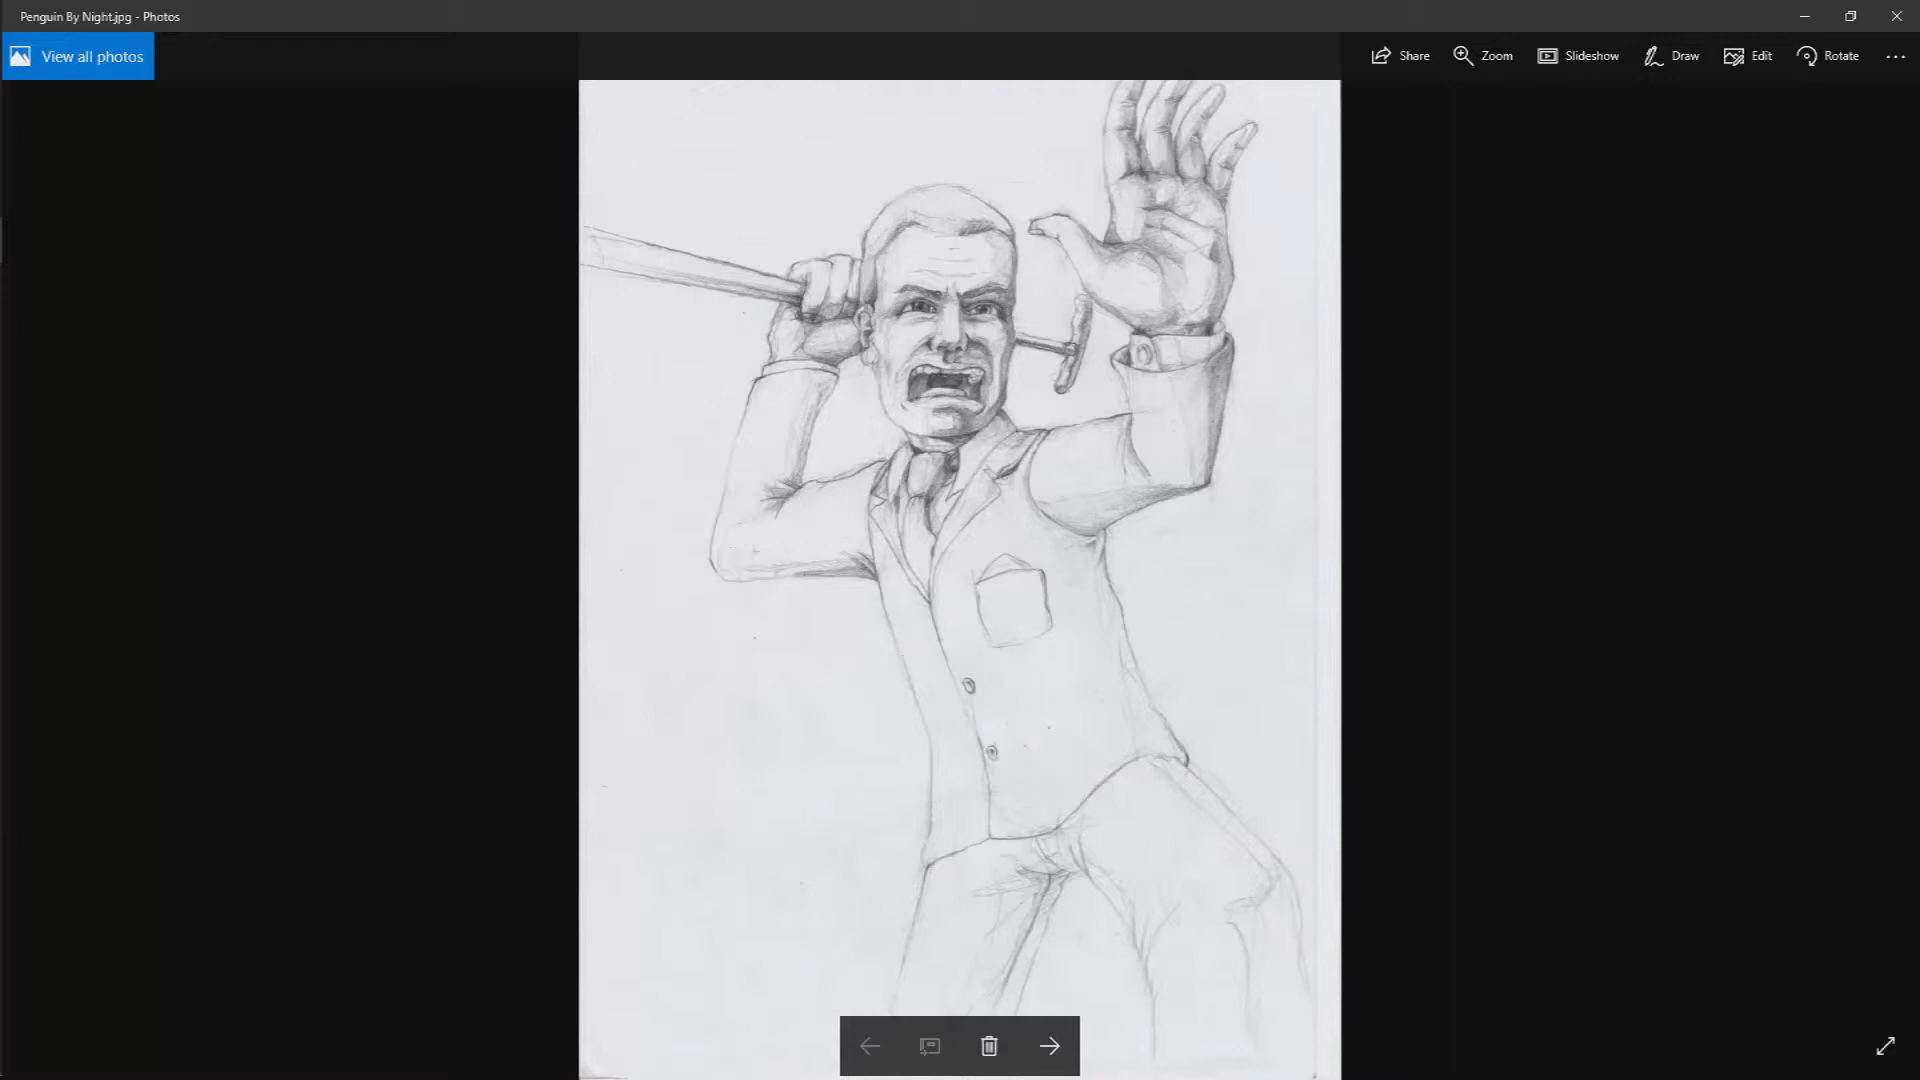 Penguin By Night.jpg - Photos
View all photos
Share
Zoom
Slideshow
Draw
Edit
Rotate